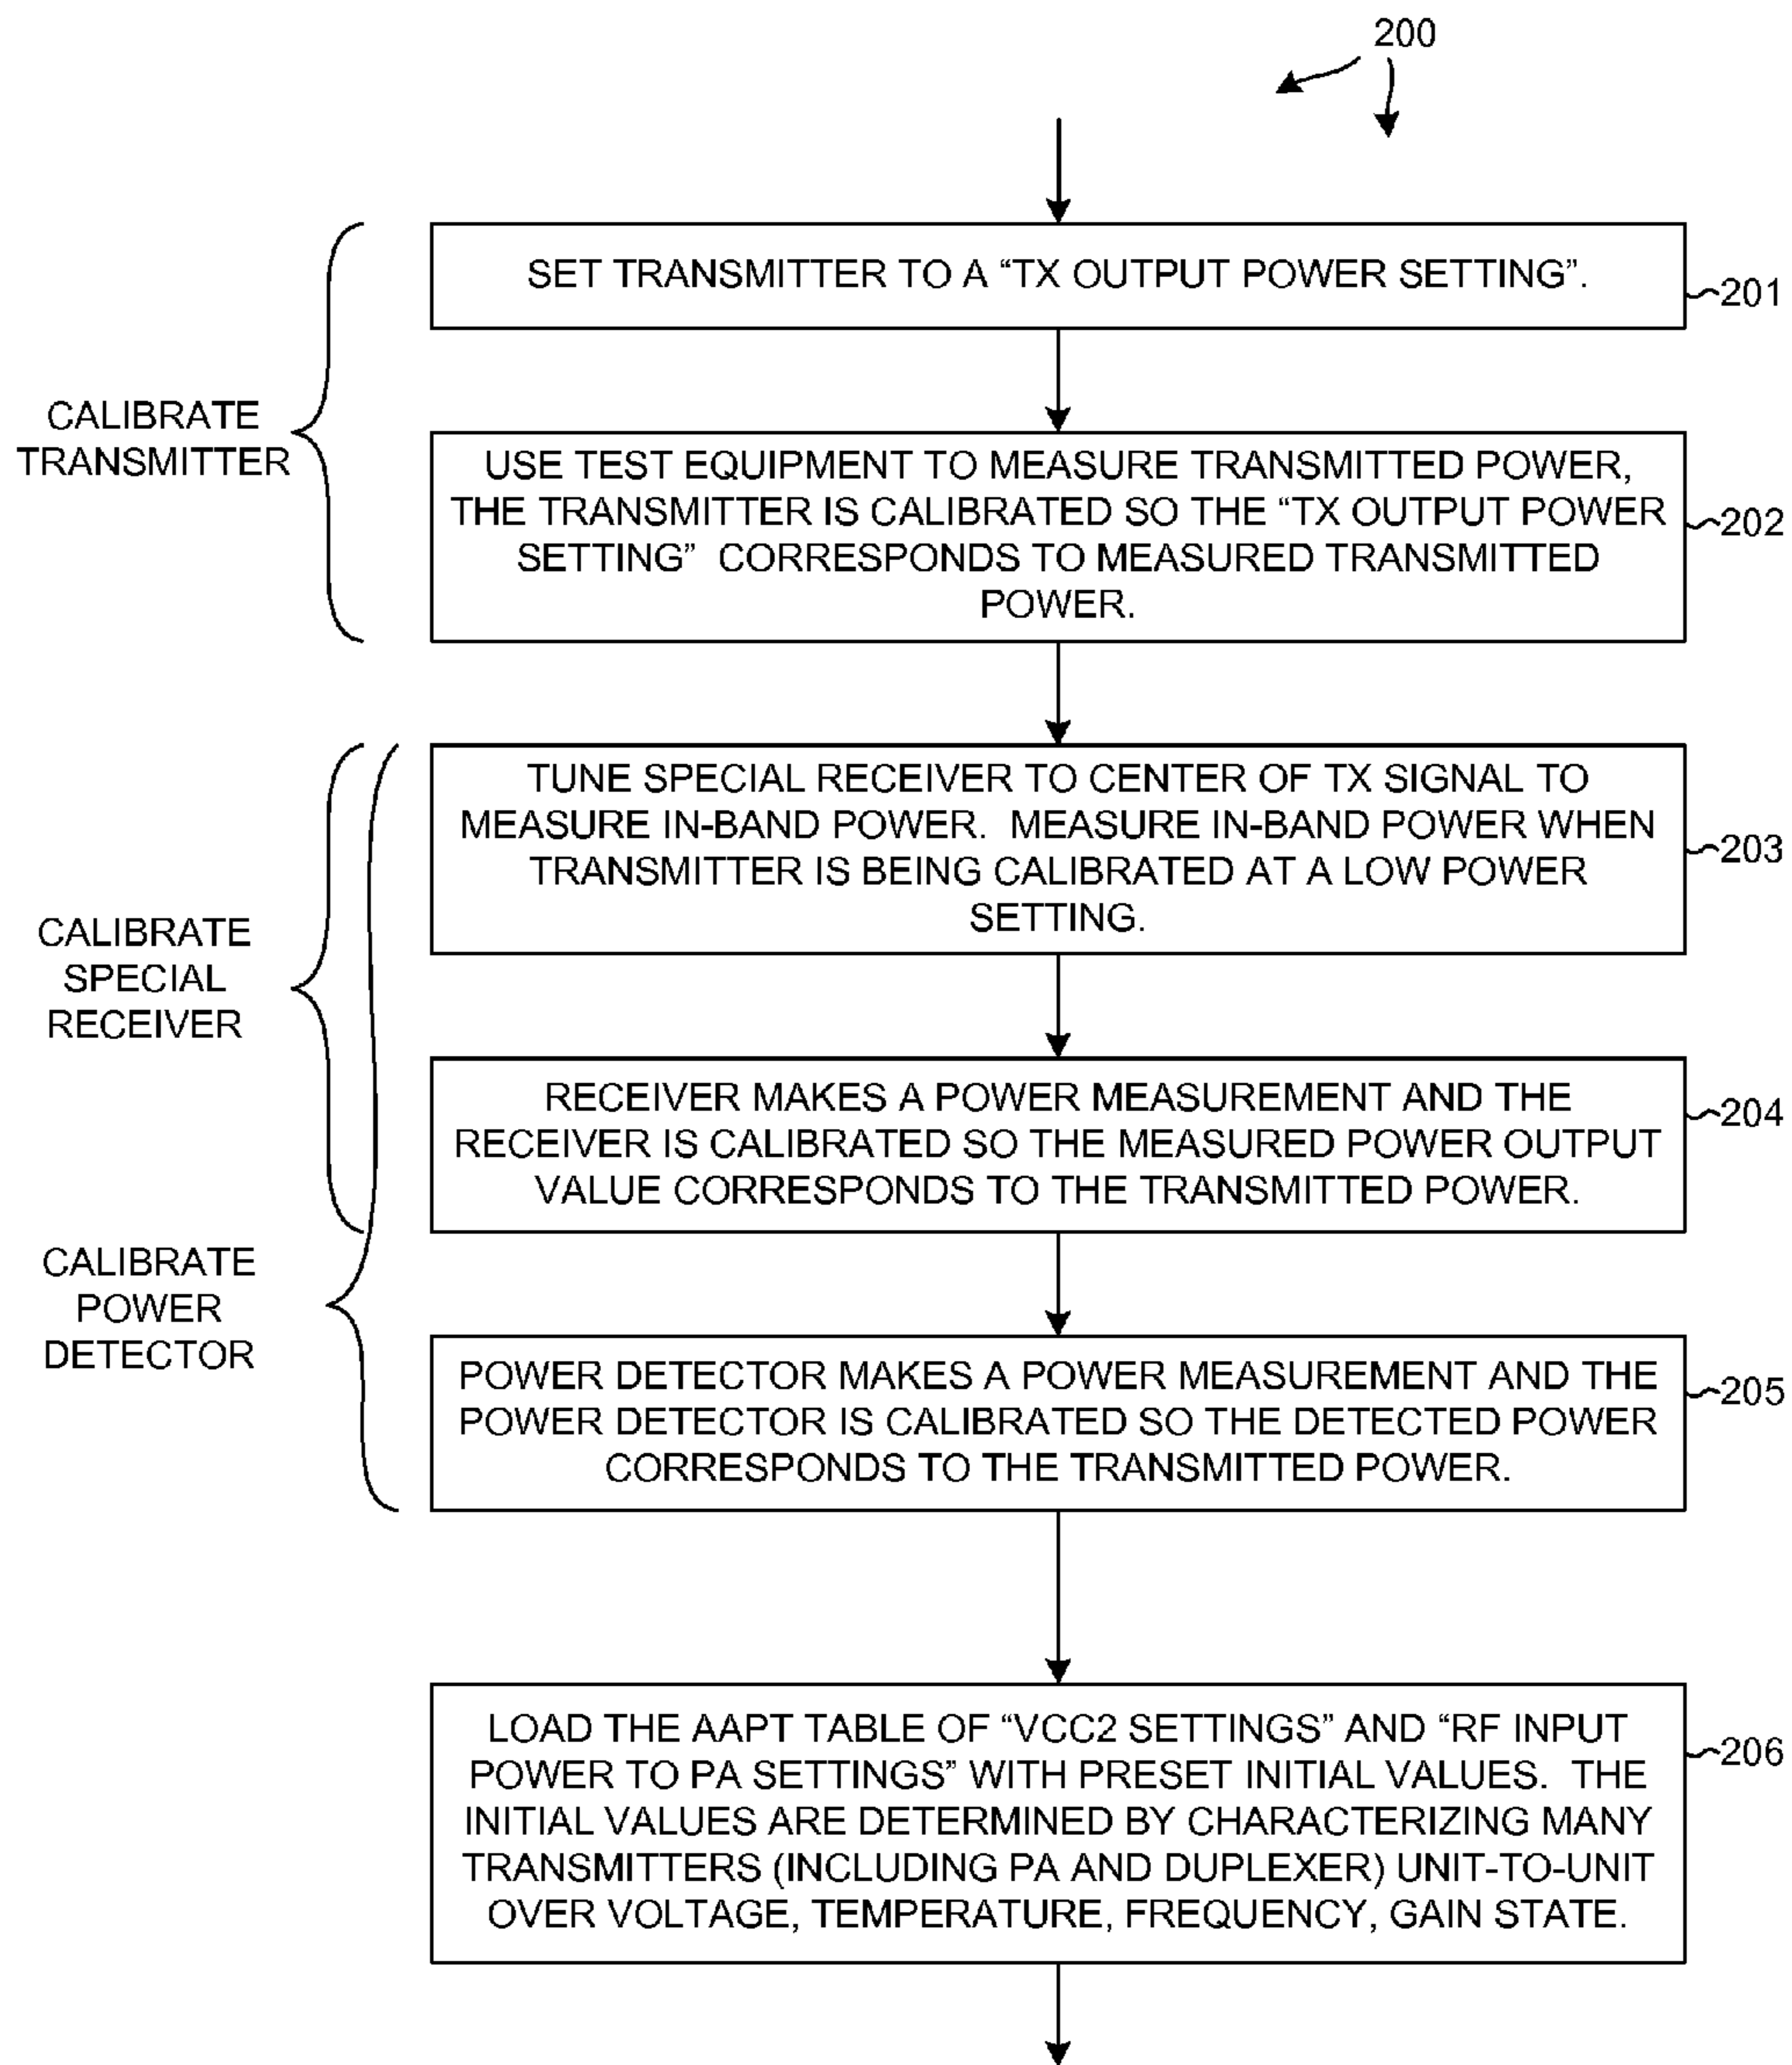 200
SET TRANSMITTER TO A “TX OUTPUT POWER SETTING”.
201
CALIBRATE
TRANSMITTER
USE TEST EQUIPMENT TO MEASURE TRANSMITTED POWER,
THE TRANSMITTER IS CALIBRATED SO THE “TX OUTPUT POWER
SETTING” CORRESPONDS TO MEASURED TRANSMITTED
POWER.
202
TUNE SPECIAL RECEIVER TO CENTER OF TX SIGNAL TO
MEASURE IN-BAND POWER. MEASURE IN-BAND POWER WHEN
TRANSMITTER IS BEING CALIBRATED AT A LOW POWER
SETTING.
203
CALIBRATE
SPECIAL
RECEIVER
RECEIVER MAKES A POWER MEASUREMENT AND THE
RECEIVER IS CALIBRATED SO THE MEASURED POWER OUTPUT
VALUE CORRESPONDS TO THE TRANSMITTED POWER.
204
CALIBRATE
POWER
DETECTOR
POWER DETECTOR MAKES A POWER MEASUREMENT AND THE
POWER DETECTOR IS CALIBRATED SO THE DETECTED POWER
CORRESPONDS TO THE TRANSMITTED POWER.
205
LOAD THE AAPT TABLE OF “VCC2 SETTINGS” AND “RF INPUT
POWER TO PA SETTINGS” WITH PRESET INITIAL VALUES. THE
INITIAL VALUES ARE DETERMINED BY CHARACTERIZING MANY
TRANSMITTERS (INCLUDING PA AND DUPLEXER) UNIT-TO-UNIT
OVER VOLTAGE, TEMPERATURE, FREQUENCY, GAIN STATE.
206